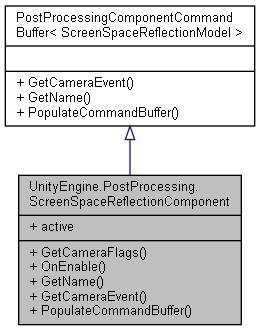 PostProcessingComponentCommand
Buffer< ScreenSpaceReflectionModel >
+ GetCameraEvent()
+ GetName()
+ PopulateCommandBuffer()
UnityEngine.PostProcessing.
ScreenSpaceReflectionComponent
+ active
+ GetCameraFlags()
+ OnEnable()
+ GetName()
+ GetCameraEvent()
+ PopulateCommandBuffer()